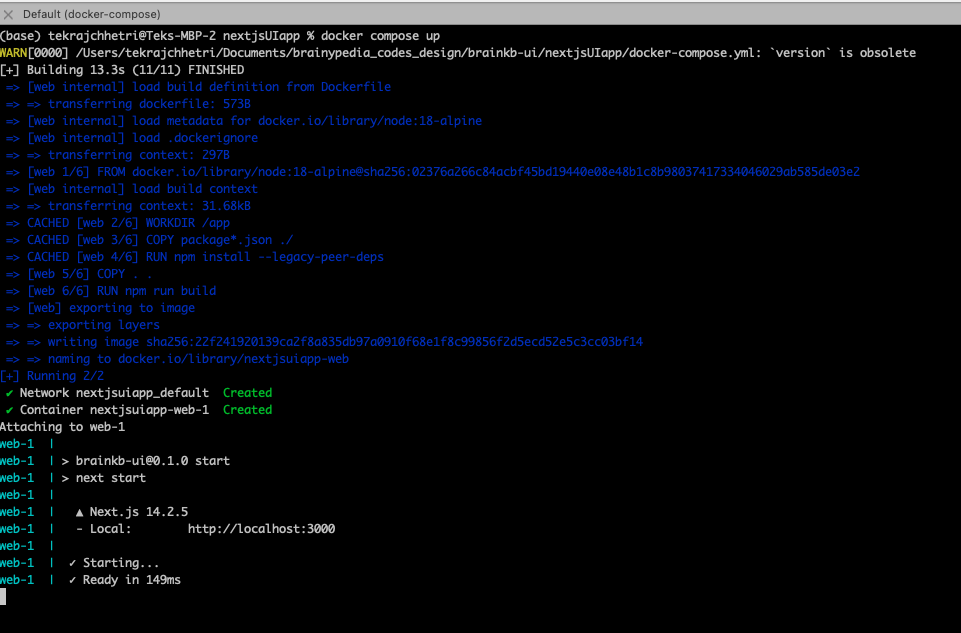 Default (docker-compose)
(base) tekrajchhetri@Teks-MBP-2 nextjsUIapp % docker compose up
WARN[0000] /Users/tekrajchhetri/Documents/brainypedia_codes_design/brainkb-ui/nextjsUIapp/docker-compose.yml: `version` is obsolete
[+] Building 13.3s (11/11) FINISHED
=> [web internal] load build definition from Dockerfile
=> => transferring dockerfile: 573B
=> [web internal] load metadata for docker.io/library/node:18-alpine
=> [web internal] load .dockerignore
=> => transferring context: 297B
=> [web 1/6] FROM docker.io/library/node:18-alpine@sha256:02376a266c84acbf45bd19440e08e48b1c8b98037417334046029ab585de03e2
=> [web internal] load build context
=> => transferring context: 31.68kB
=> CACHED [web 2/6] WORKDIR /app
=> CACHED [web 3/6] COPY package*.json ./
=> CACHED [web 4/6] RUN npm install --legacy-peer-deps
=> [web 5/6] COPY . .
=> [web 6/6] RUN npm run build
=> [web] exporting to image
=> => exporting layers
=> => writing image sha256:22f241920139ca2f8a835db97a0910f68e1f8c99856f2d5ecd52e5c3cc03bf14
=> => naming to docker.io/library/nextjsuiapp-web
[+] Running 2/2
✔ Network nextjsuiapp_default  Created
✔ Container nextjsuiapp-web-1  Created
Attaching to web-1
web-1  |
web-1  | > brainkb-ui@0.1.0 start
web-1  | > next start
web-1  |
web-1  |   ▲ Next.js 14.2.5
web-1  |   - Local:        http://localhost:3000
web-1  |
web-1  |  ✓ Starting...
web-1  |  ✓ Ready in 149ms